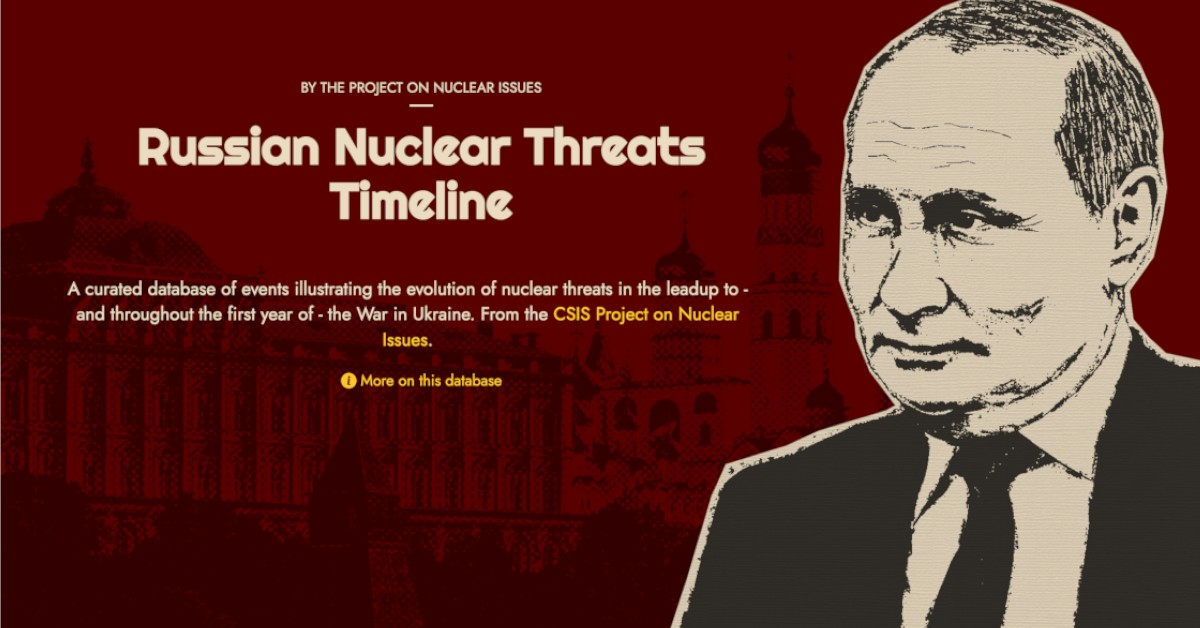 BY THE PROJECT ON NUCLEAR ISSUES
Russian Nuclear Threats
Timeline
A curated database of events illustrating the evolution of nuclear threats in the leadup to -
and throughout the first year of - the War in Ukraine. From the CSIS Project on Nuclear
Issues.
i More on this database